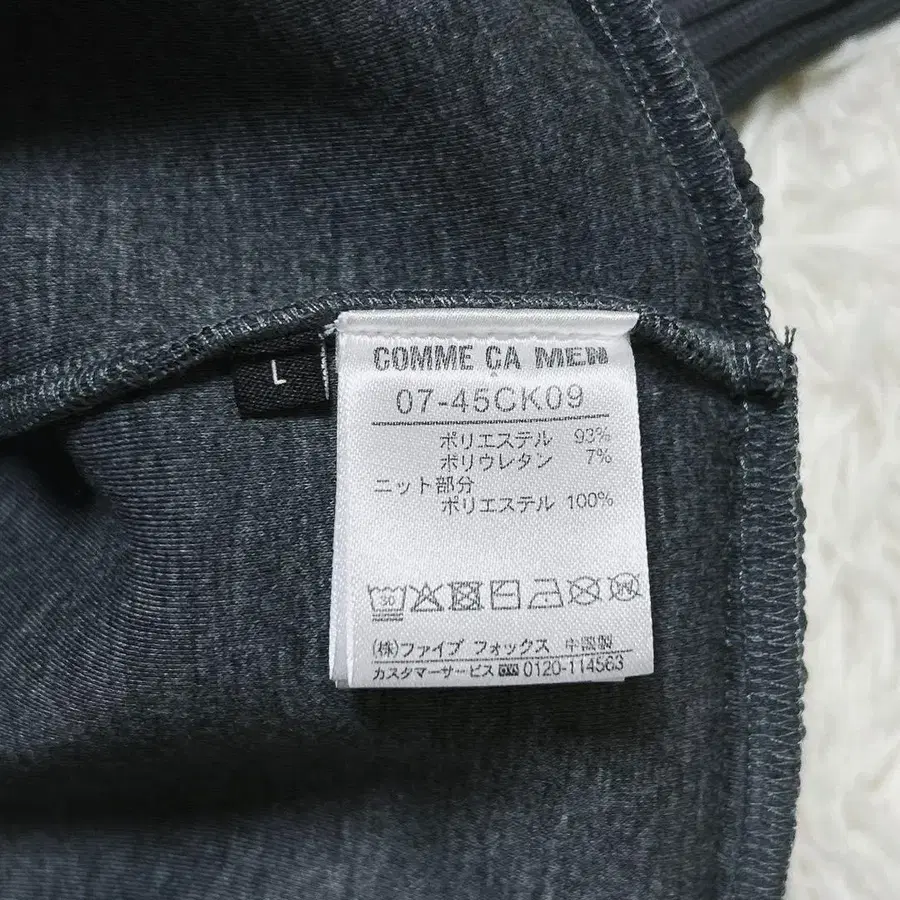 L
COMME ÇA MEN
07-45CK09
ポリエステル 93%
ポリウレタン 7%
ニット部分
ポリエステル 100%
30
(株)ファイブ フォックス 中国製
カスタマーサービス 0120-114563